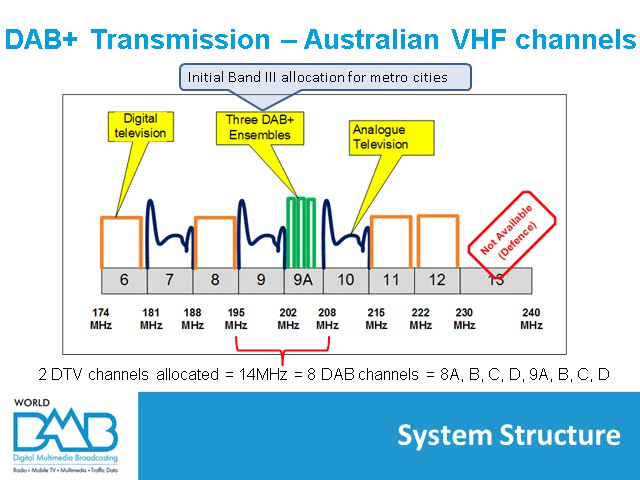 DAB+ Transmission – Australian VHF channels
Initial Band III allocation for metro cities
Digital
television
Three DAB+
Ensembles
Analogue
Television
Not Available
(Defence)
6 7 8 9 9A 10 11 12 13
174 181 188 195 202 208 215 222 230 240
MHz MHz MHz MHz MHz MHz MHz MHz MHz MHz
2 DTV channels allocated = 14MHz = 8 DAB channels = 8A, B, C, D, 9A, B, C, D
WORLD
DMB
Digital Multimedia Broadcasting
Radio • Mobile TV • Multimedia • Traffic Data
System Structure